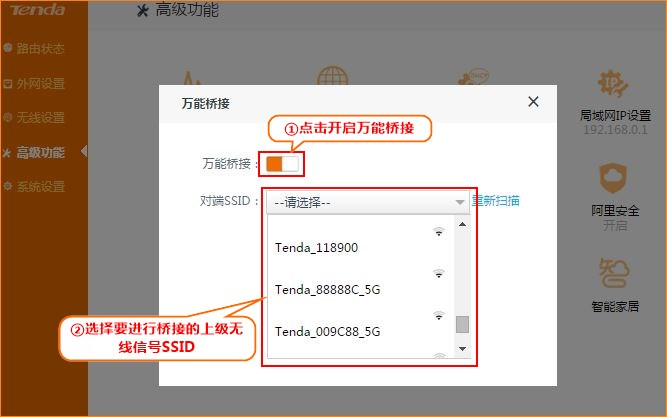 Tenda
高级功能
路由状态
外网设置
无线设置
高级功能
系统设置
DHCP
IP
局域网IP设置
192.168.0.1
阿里安全
开启
智能家居
万能桥接
①点击开启万能桥接
万能桥接：
对端SSID：
--请选择--
重新扫描
Tenda_118900
Tenda_88888C_5G
Tenda_009C88_5G
②选择要进行桥接的上级无
线信号SSID